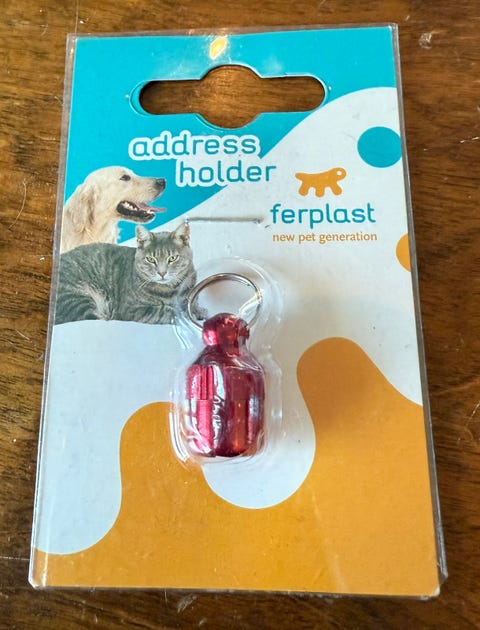 address
holder
ferplast
new pet generation